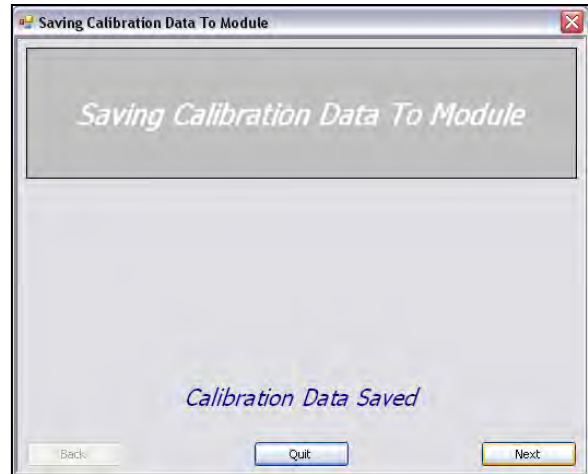 Saving Calibration Data To Module
Saving Calibration Data To Module
Calibration Data Saved
Back
Quit
Next